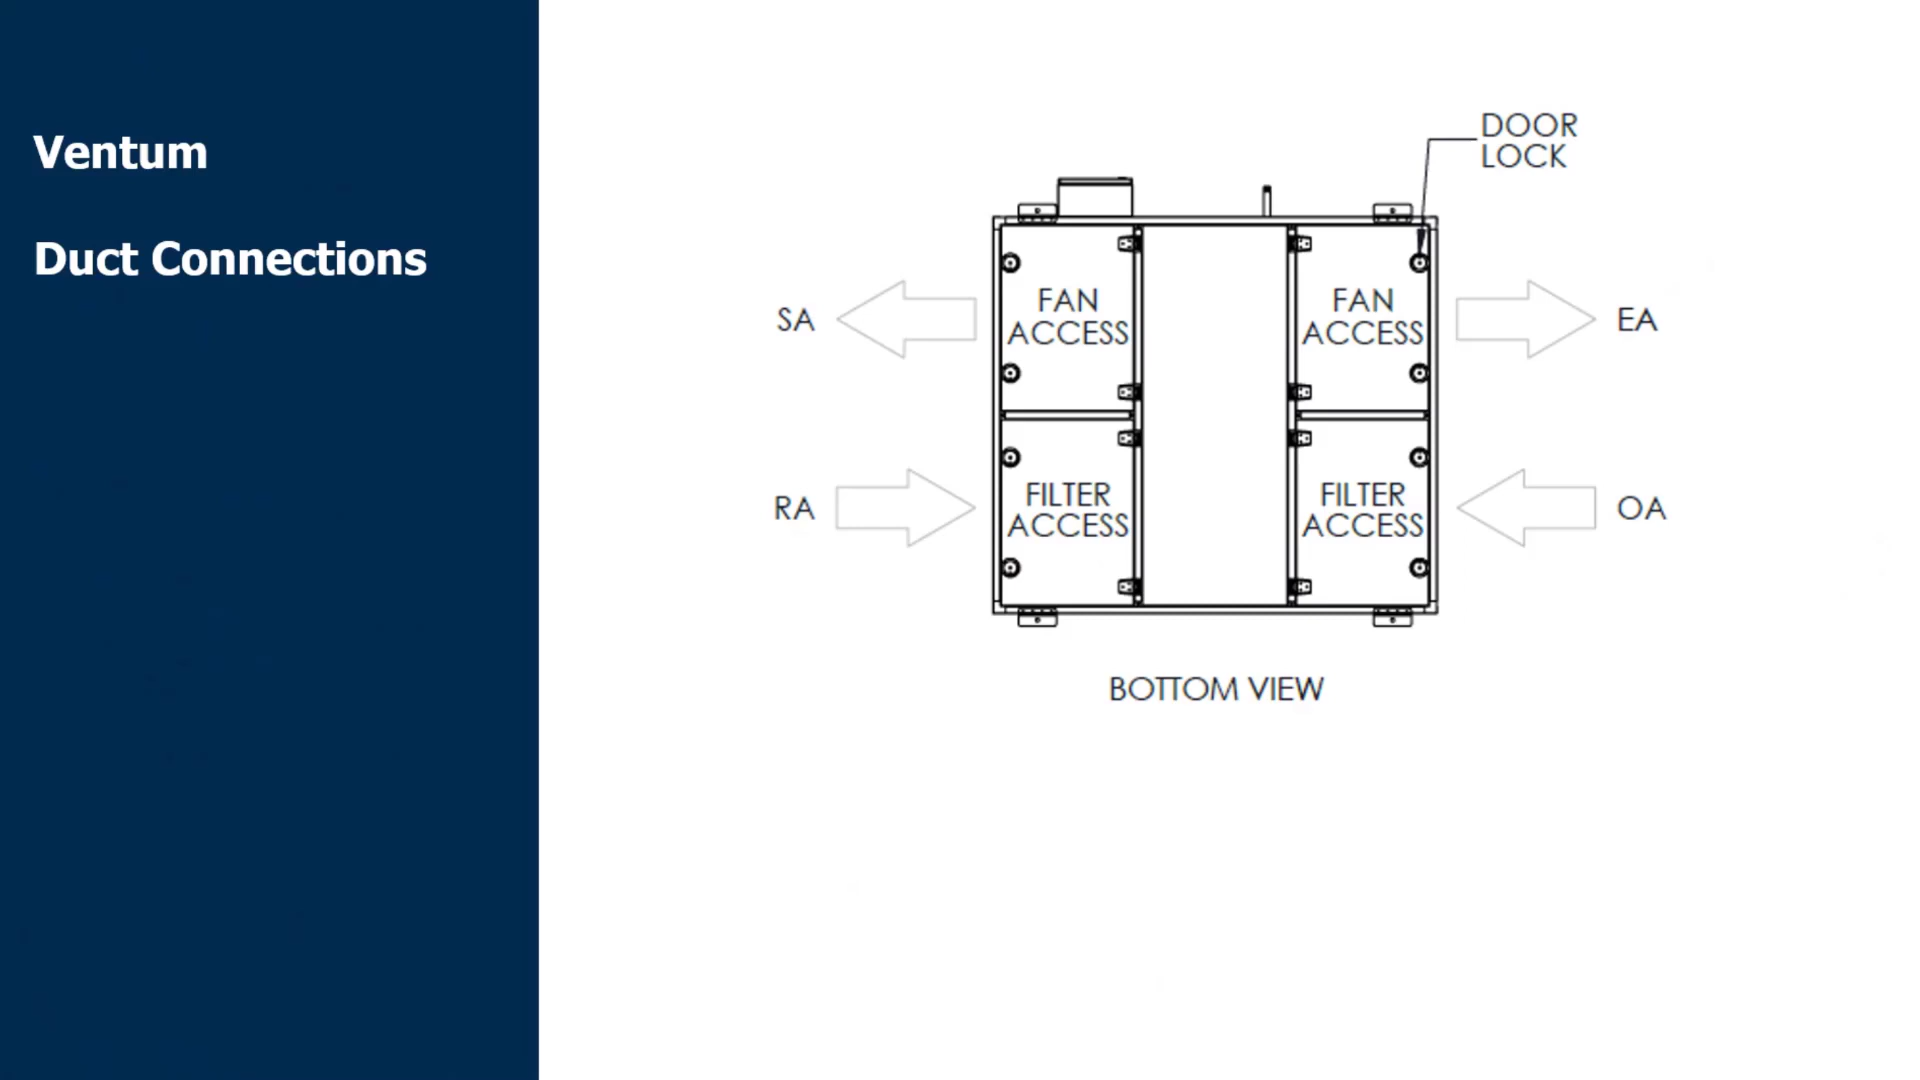 Ventum
Duct Connections
DOOR
LOCK
SA
FAN
ACCESS
FAN
ACCESS
EA
RA
FILTER
ACCESS
FILTER
ACCESS
OA
BOTTOM VIEW